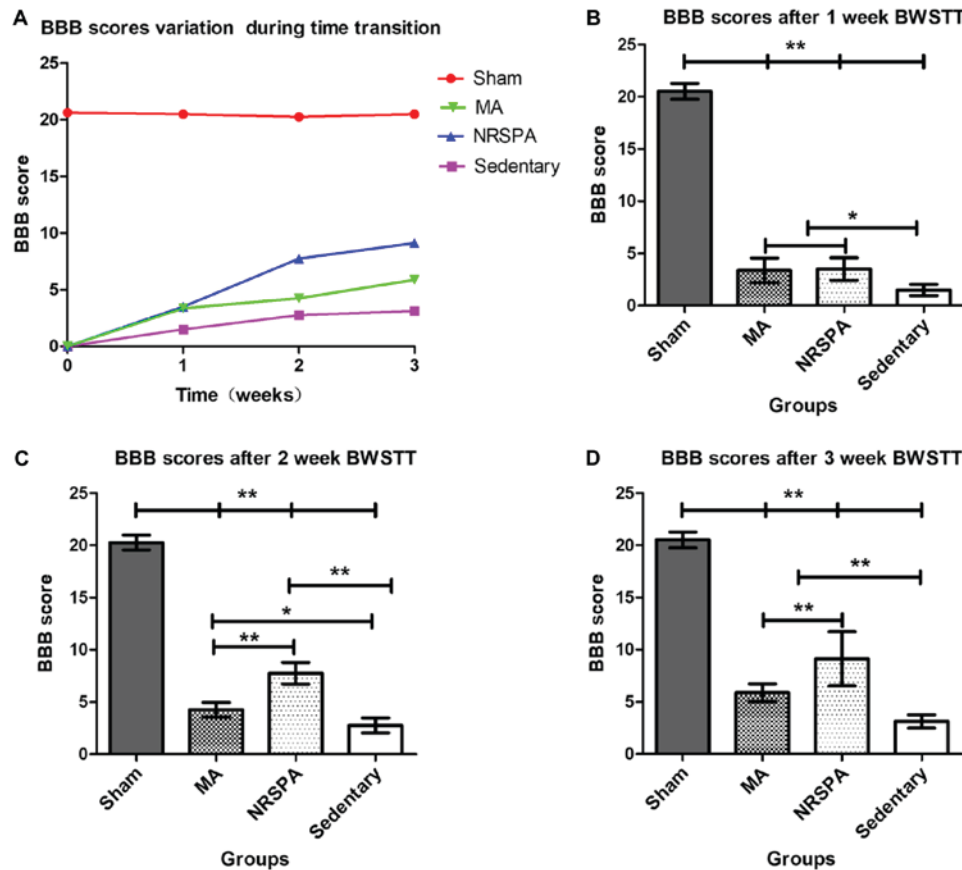 A
BBB scores variation during time transition
25
20
15
10
5
0
BBB score
0 1 2 3
Time（weeks）
Sham
MA
NRSPA
Sedentary
B
BBB scores after 1 week BWSTT
25
20
15
10
5
0
BBB score
**
*
Sham
MA
NRSPA
Sedentary
Groups
C
BBB scores after 2 week BWSTT
25
20
15
10
5
0
BBB score
**
**
*
**
Sham
MA
NRSPA
Sedentary
Groups
D
BBB scores after 3 week BWSTT
25
20
15
10
5
0
BBB score
**
**
**
Sham
MA
NRSPA
Sedentary
Groups